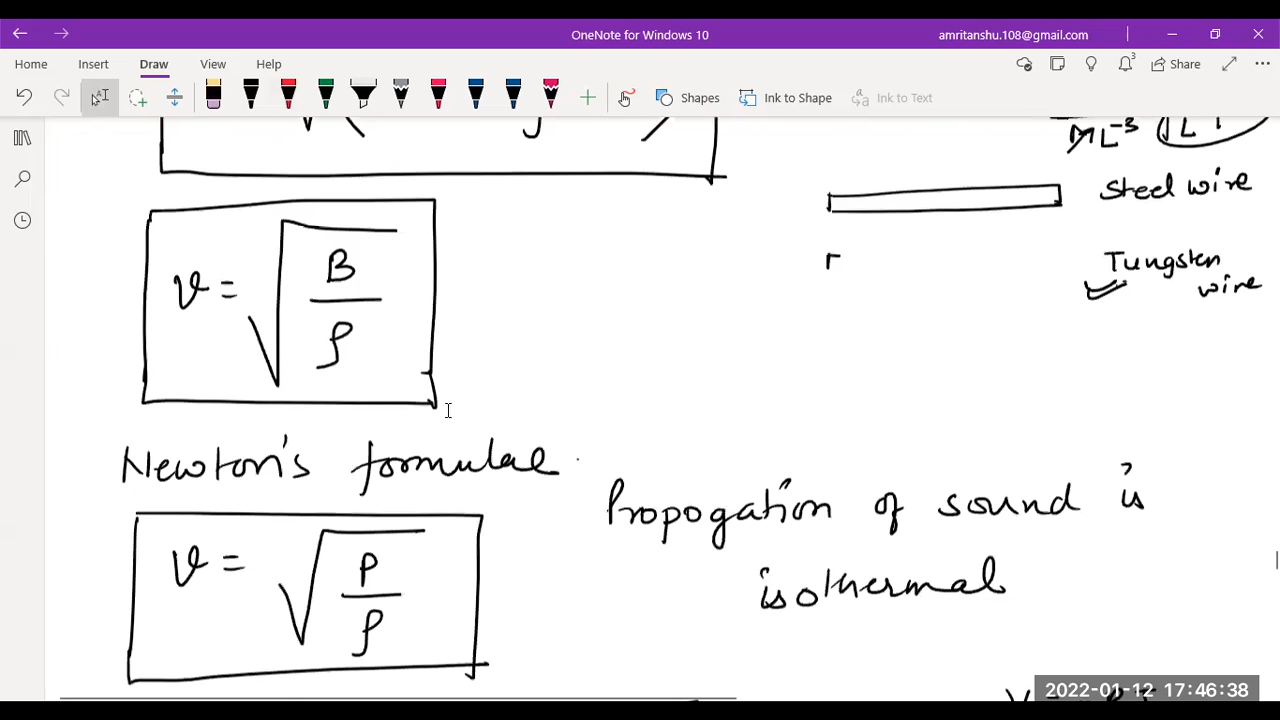 OneNote for Windows 10
amritanshu.108@gmail.com
Home Insert Draw View Help
Share
Shapes
Ink to Shape
Ink to Text
ML⁻³
Steel wire
Tungsten
wire
v = √ B / ρ
Newton's formulae
Propogation of sound is
isothermal
v = √ P / ρ
2022-01-12 17:46:38